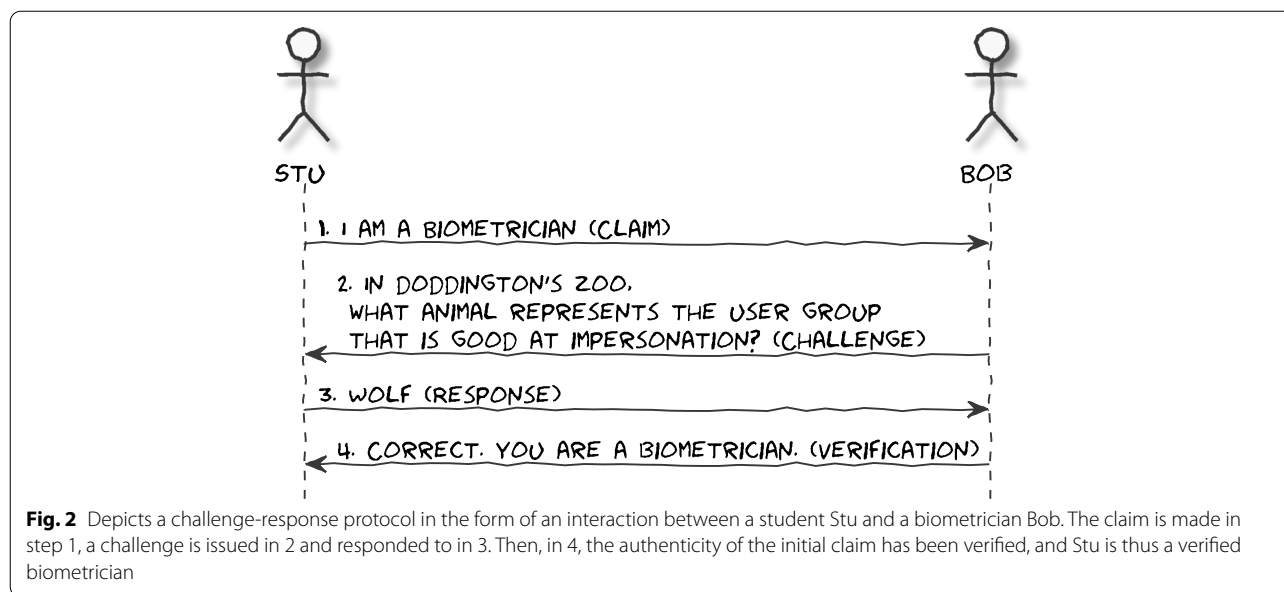 STU
BOB
1. I AM A BIOMETRICIAN (CLAIM)
2. IN DODDINGTON'S ZOO,
WHAT ANIMAL REPRESENTS THE USER GROUP
THAT IS GOOD AT IMPERSONATION? (CHALLENGE)
3. WOLF (RESPONSE)
4. CORRECT. YOU ARE A BIOMETRICIAN. (VERIFICATION)
Fig. 2 Depicts a challenge-response protocol in the form of an interaction between a student Stu and a biometrician Bob. The claim is made in
step 1, a challenge is issued in 2 and responded to in 3. Then, in 4, the authenticity of the initial claim has been verified, and Stu is thus a verified
biometrician